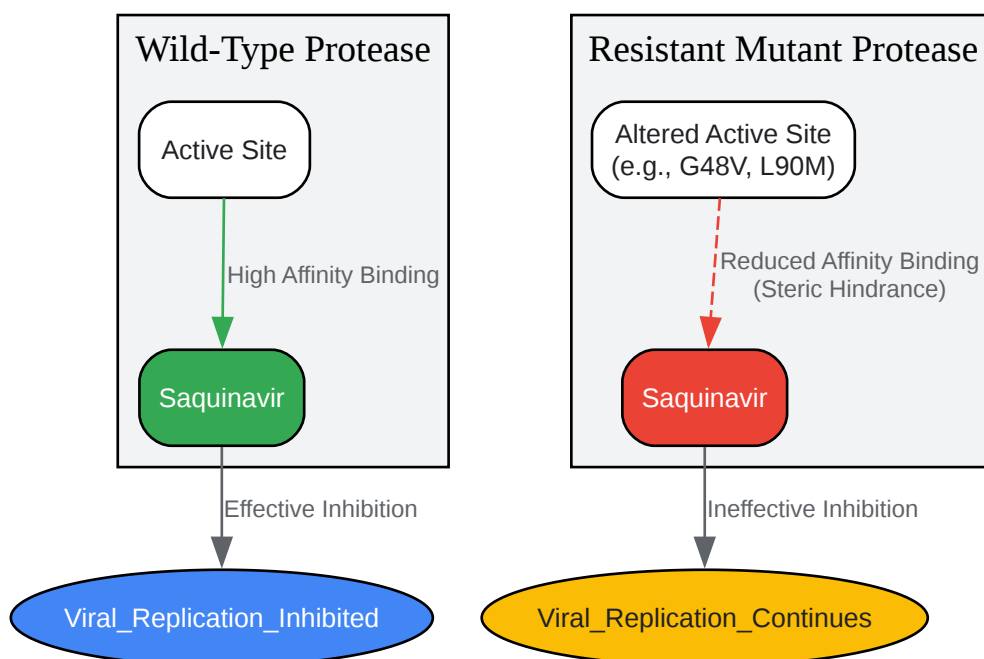 Wild-Type Protease
Active Site
High Affinity Binding
Saquinavir
Effective Inhibition
Viral_Replication_Inhibited
Resistant Mutant Protease
Altered Active Site
(e.g., G48V, L90M)
Reduced Affinity Binding
(Steric Hindrance)
Saquinavir
Ineffective Inhibition
Viral_Replication_Continues